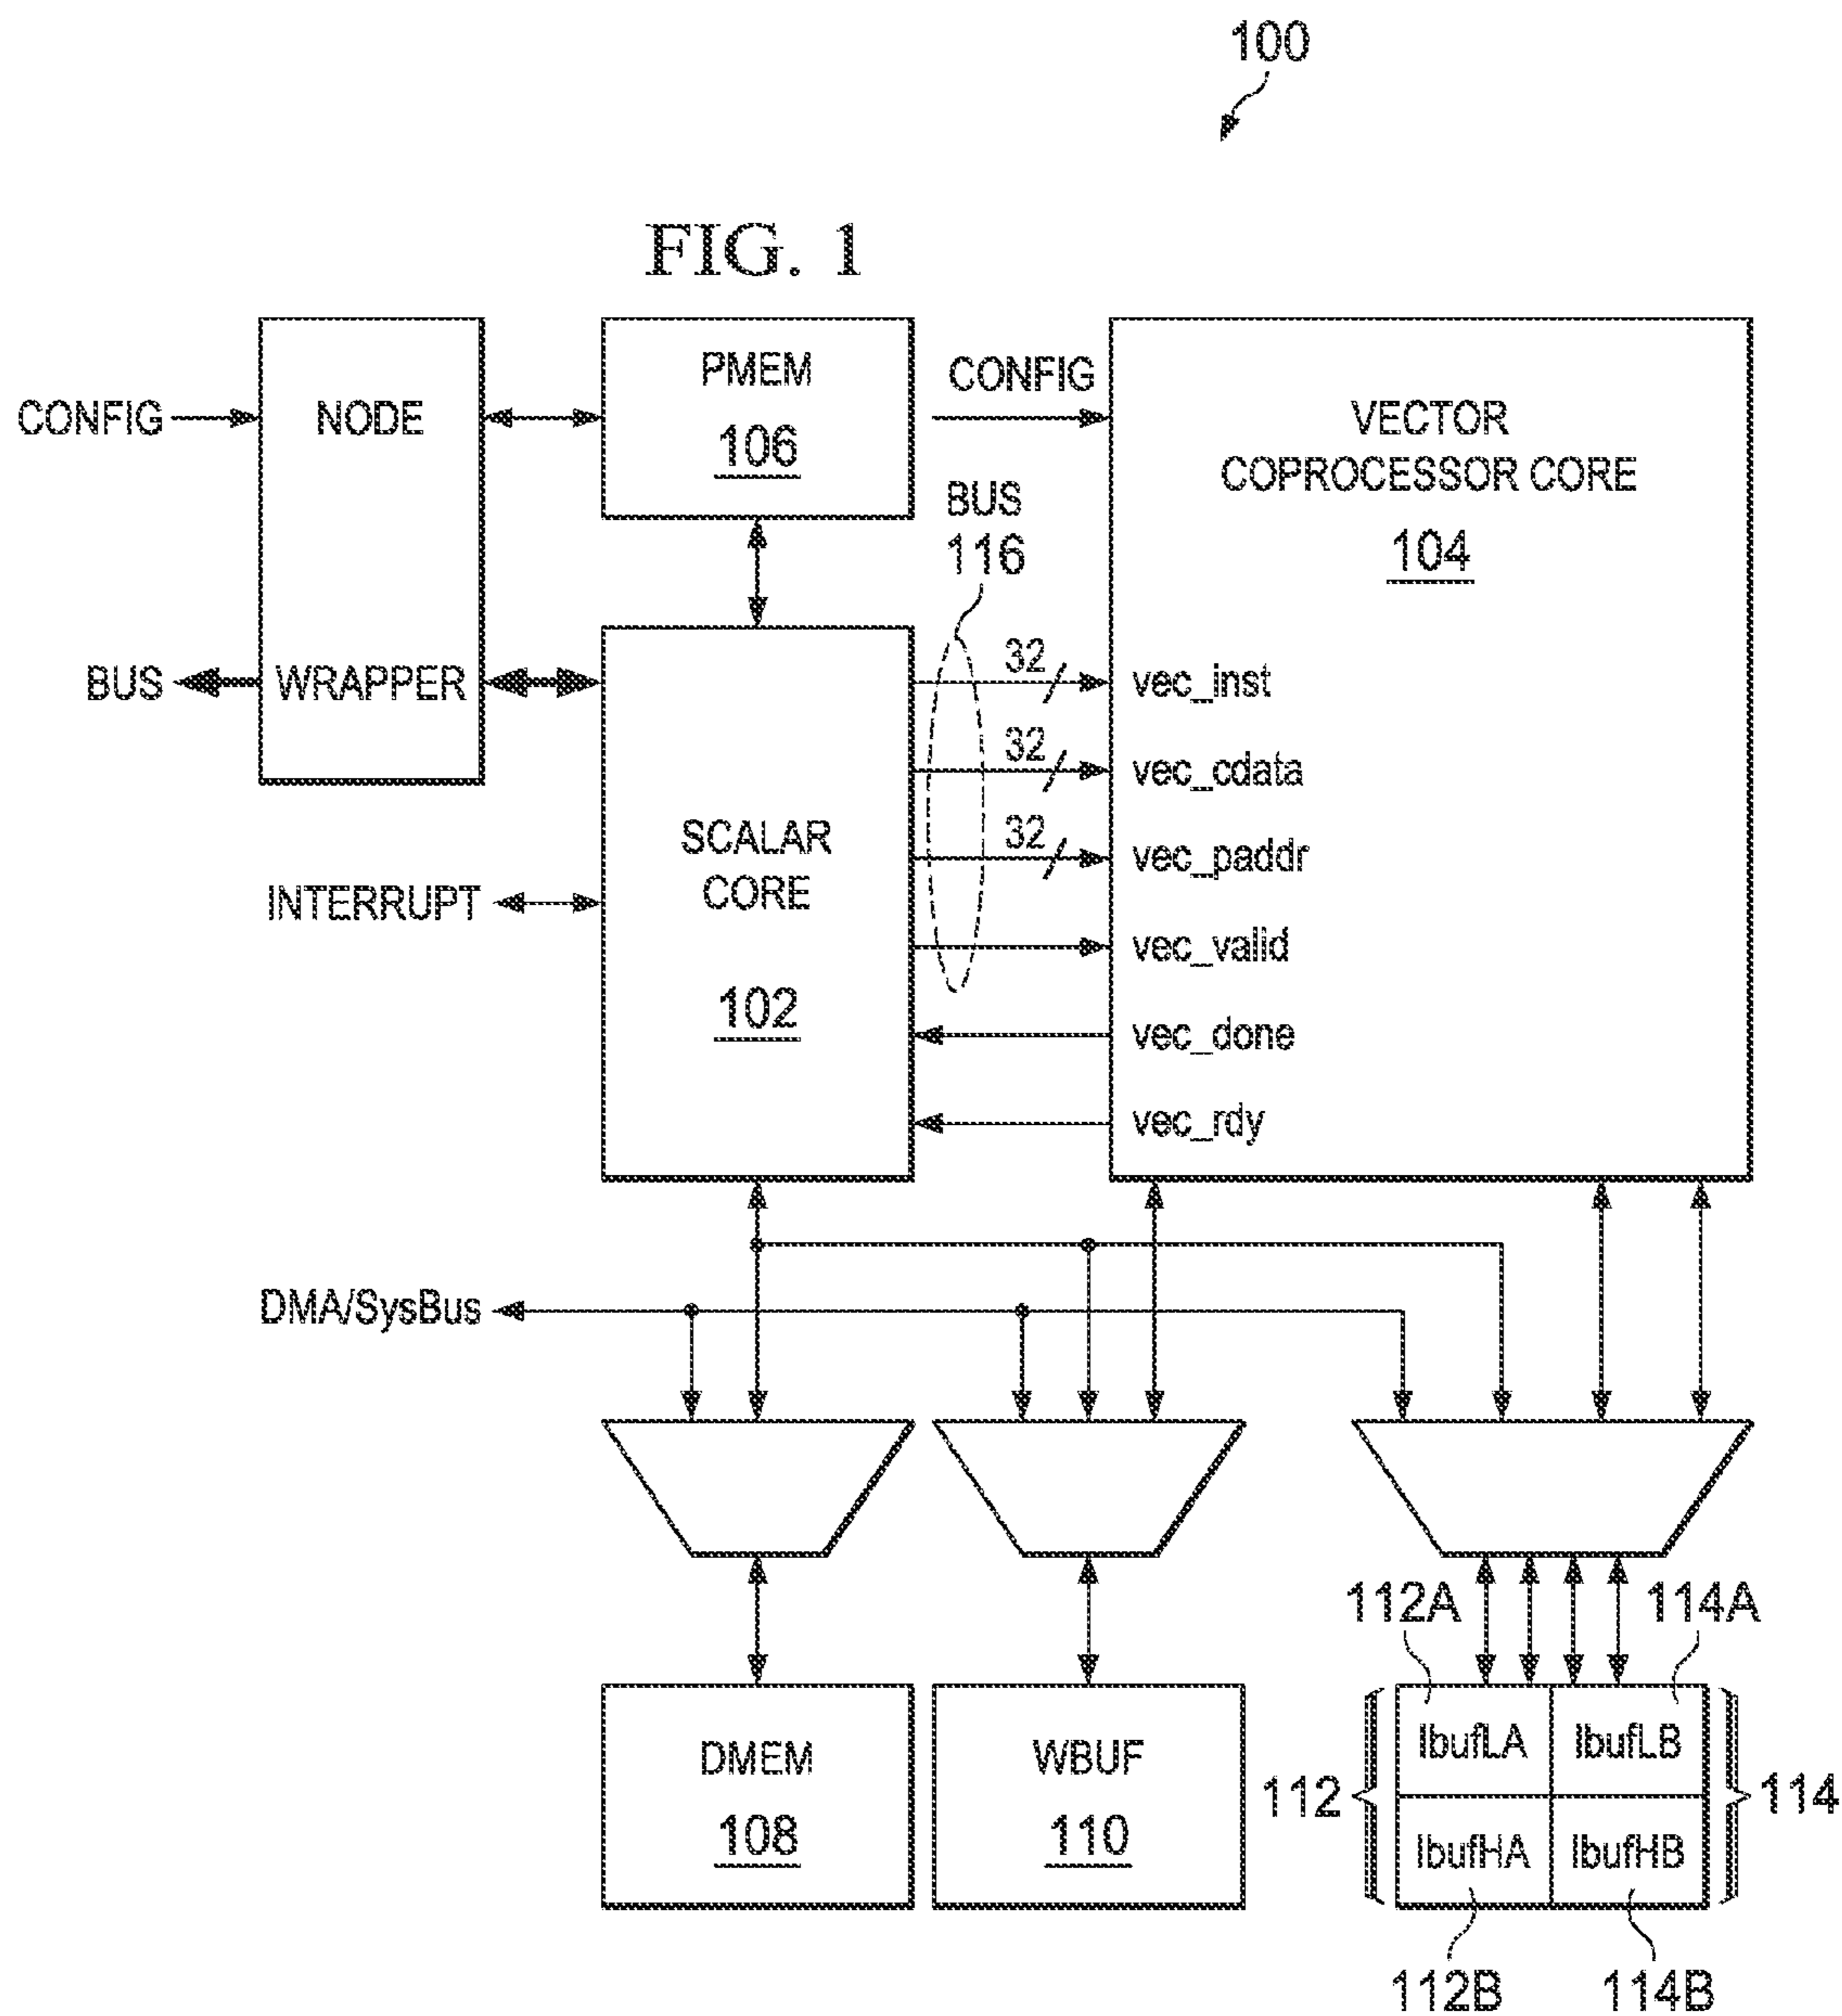 100
FIG. 1
CONFIG
NODE
WRAPPER
BUS
PMEM
106
CONFIG
BUS
116
VECTOR
COPROCESSOR CORE
104
SCALAR
CORE
102
INTERRUPT
32
vec_inst
32
vec_cdata
32
vec_paddr
vec_valid
vec_done
vec_rdy
DMA/SysBus
DMEM
108
WBUF
110
112A
114A
IbufLA
IbufLB
112
114
IbufHA
IbufHB
112B
114B